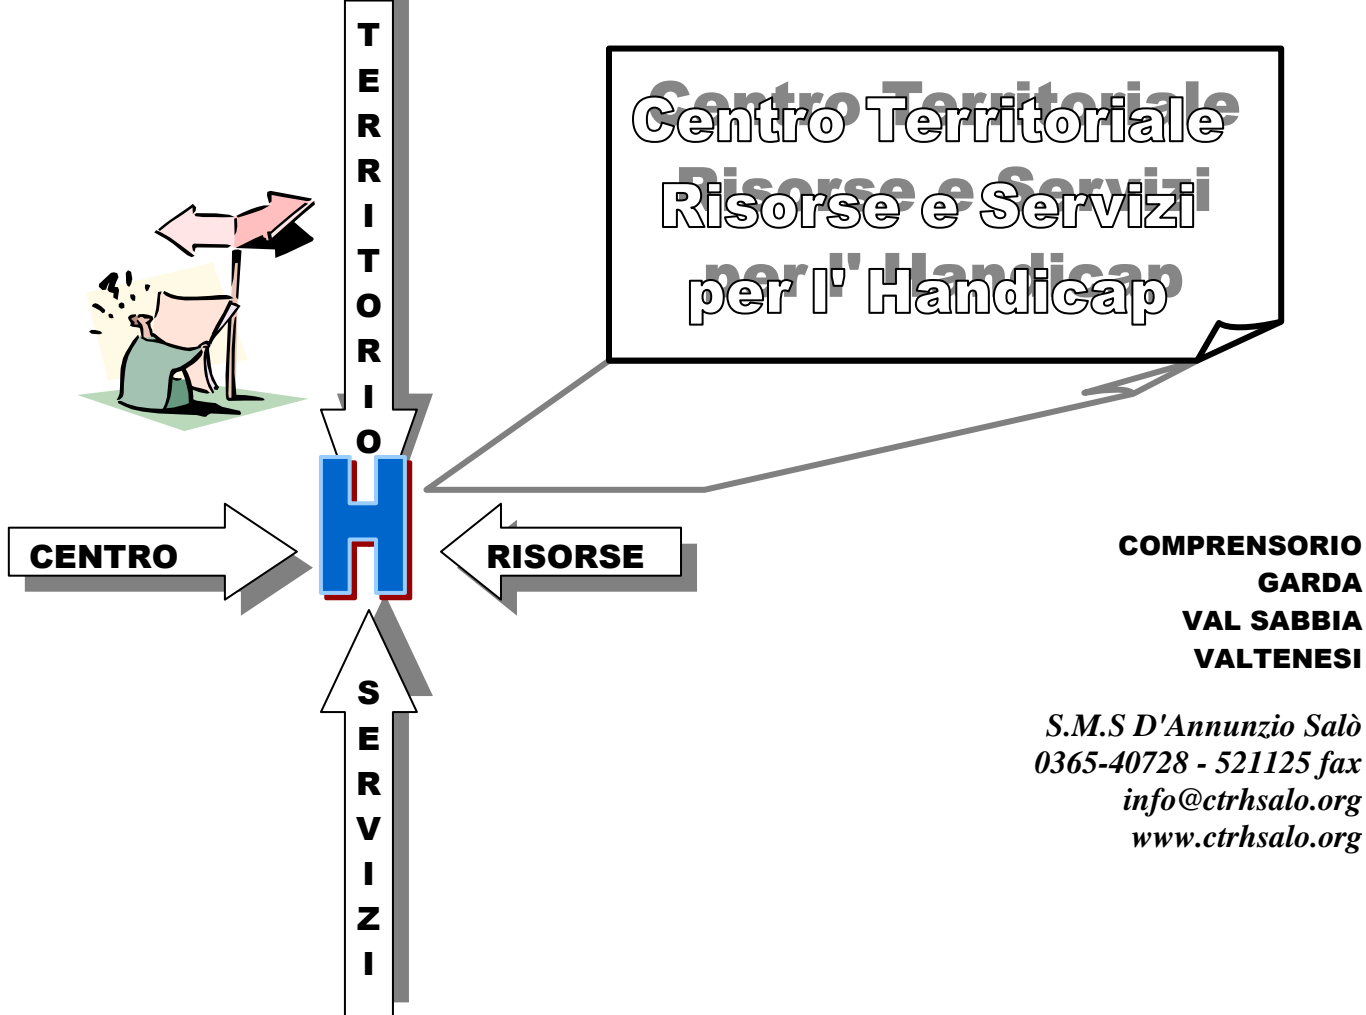 TERRITORIO
Centro Territoriale
Risorse e Servizi
per l' Handicap
H
CENTRO
RISORSE
SERVIZI
COMPRENSORIO
GARDA
VAL SABBIA
VALTENESI
S.M.S D'Annunzio Salò
0365-40728 - 521125 fax
info@ctrhsalo.org
www.ctrhsalo.org